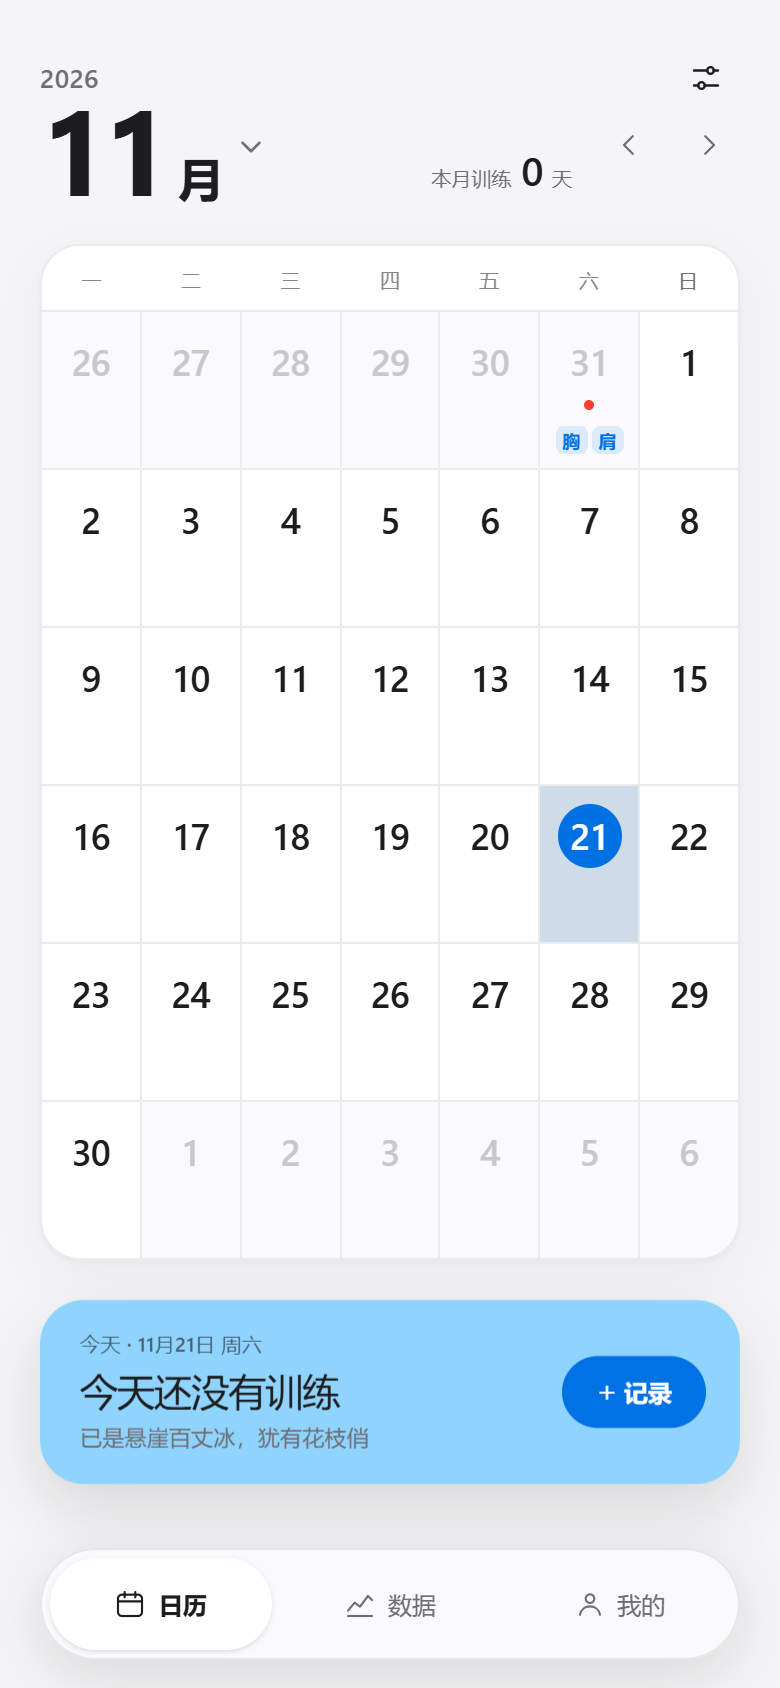 2026
11月
本月训练 0 天
一 二 三 四 五 六 日
26 27 28 29 30 31 1
胸 肩
2 3 4 5 6 7 8
9 10 11 12 13 14 15
16 17 18 19 20 21 22
23 24 25 26 27 28 29
30 1 2 3 4 5 6
今天 · 11月21日 周六
今天还没有训练
+ 记录
已是悬崖百丈冰，犹有花枝俏
日历 数据 我的